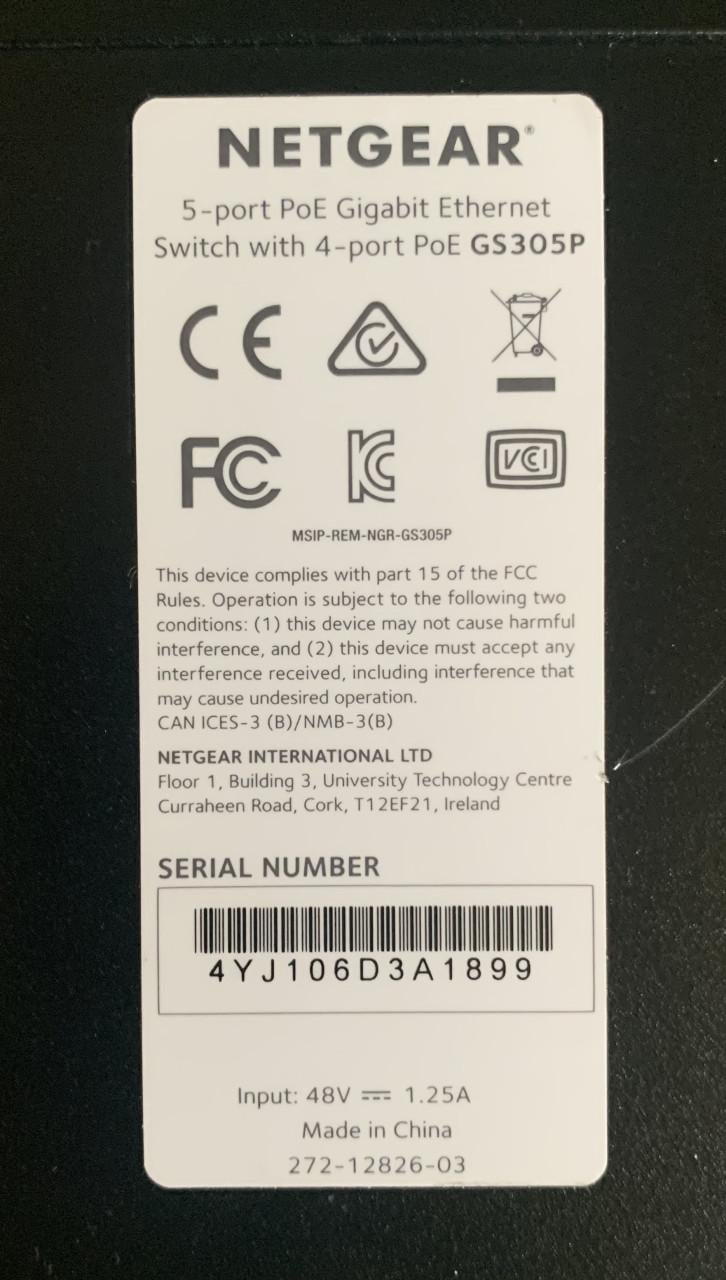 NETGEAR®
5-port PoE Gigabit Ethernet
Switch with 4-port PoE GS305P
CE
FC KC VCI
MSIP-REM-NGR-GS305P
This device complies with part 15 of the FCC
Rules. Operation is subject to the following two
conditions: (1) this device may not cause harmful
interference, and (2) this device must accept any
interference received, including interference that
may cause undesired operation.
CAN ICES-3 (B)/NMB-3(B)
NETGEAR INTERNATIONAL LTD
Floor 1, Building 3, University Technology Centre
Curraheen Road, Cork, T12EF21, Ireland
SERIAL NUMBER
4YJ106D3A1899
Input: 48V ⎓ 1.25A
Made in China
272-12826-03